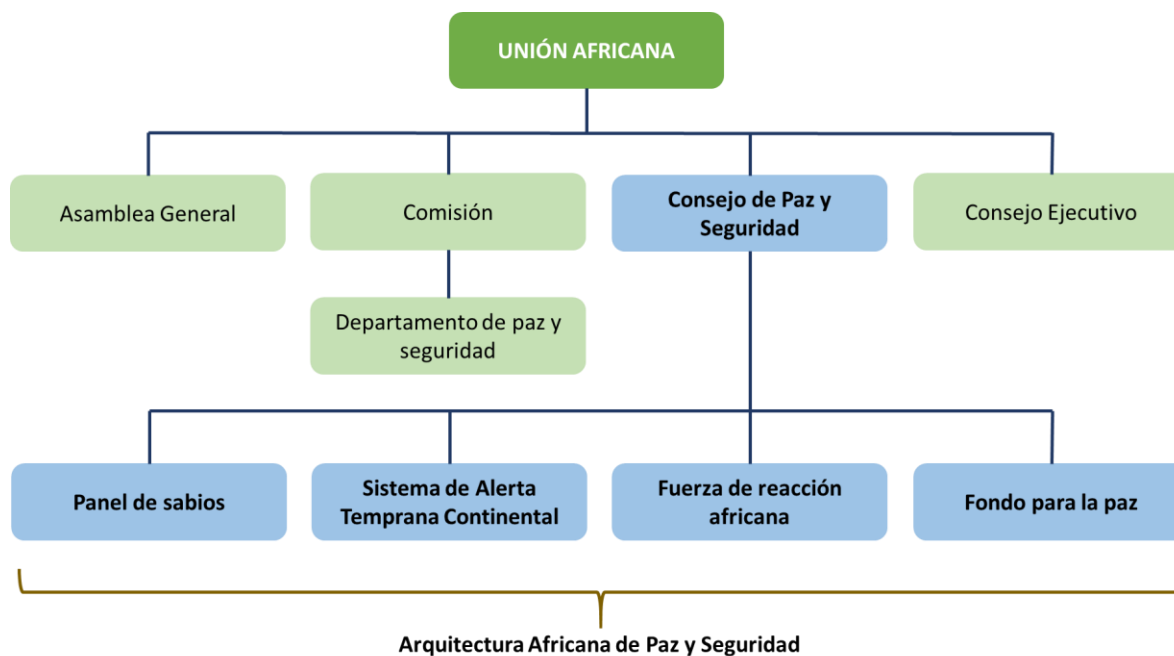 UNIÓN AFRICANA
Asamblea General
Comisión
Consejo de Paz y
Seguridad
Consejo Ejecutivo
Departamento de paz y
seguridad
Panel de sabios
Sistema de Alerta
Temprana Continental
Fuerza de reacción
africana
Fondo para la paz
Arquitectura Africana de Paz y Seguridad